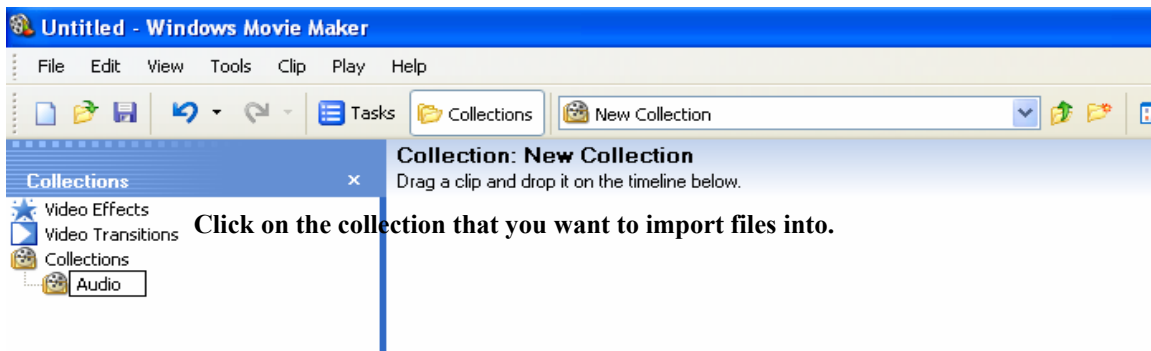 Untitled - Windows Movie Maker
File Edit View Tools Clip Play Help
Tasks Collections New Collection
Collection: New Collection
Collections
Drag a clip and drop it on the timeline below.
Video Effects
Click on the collection that you want to import files into.
Video Transitions
Collections
Audio